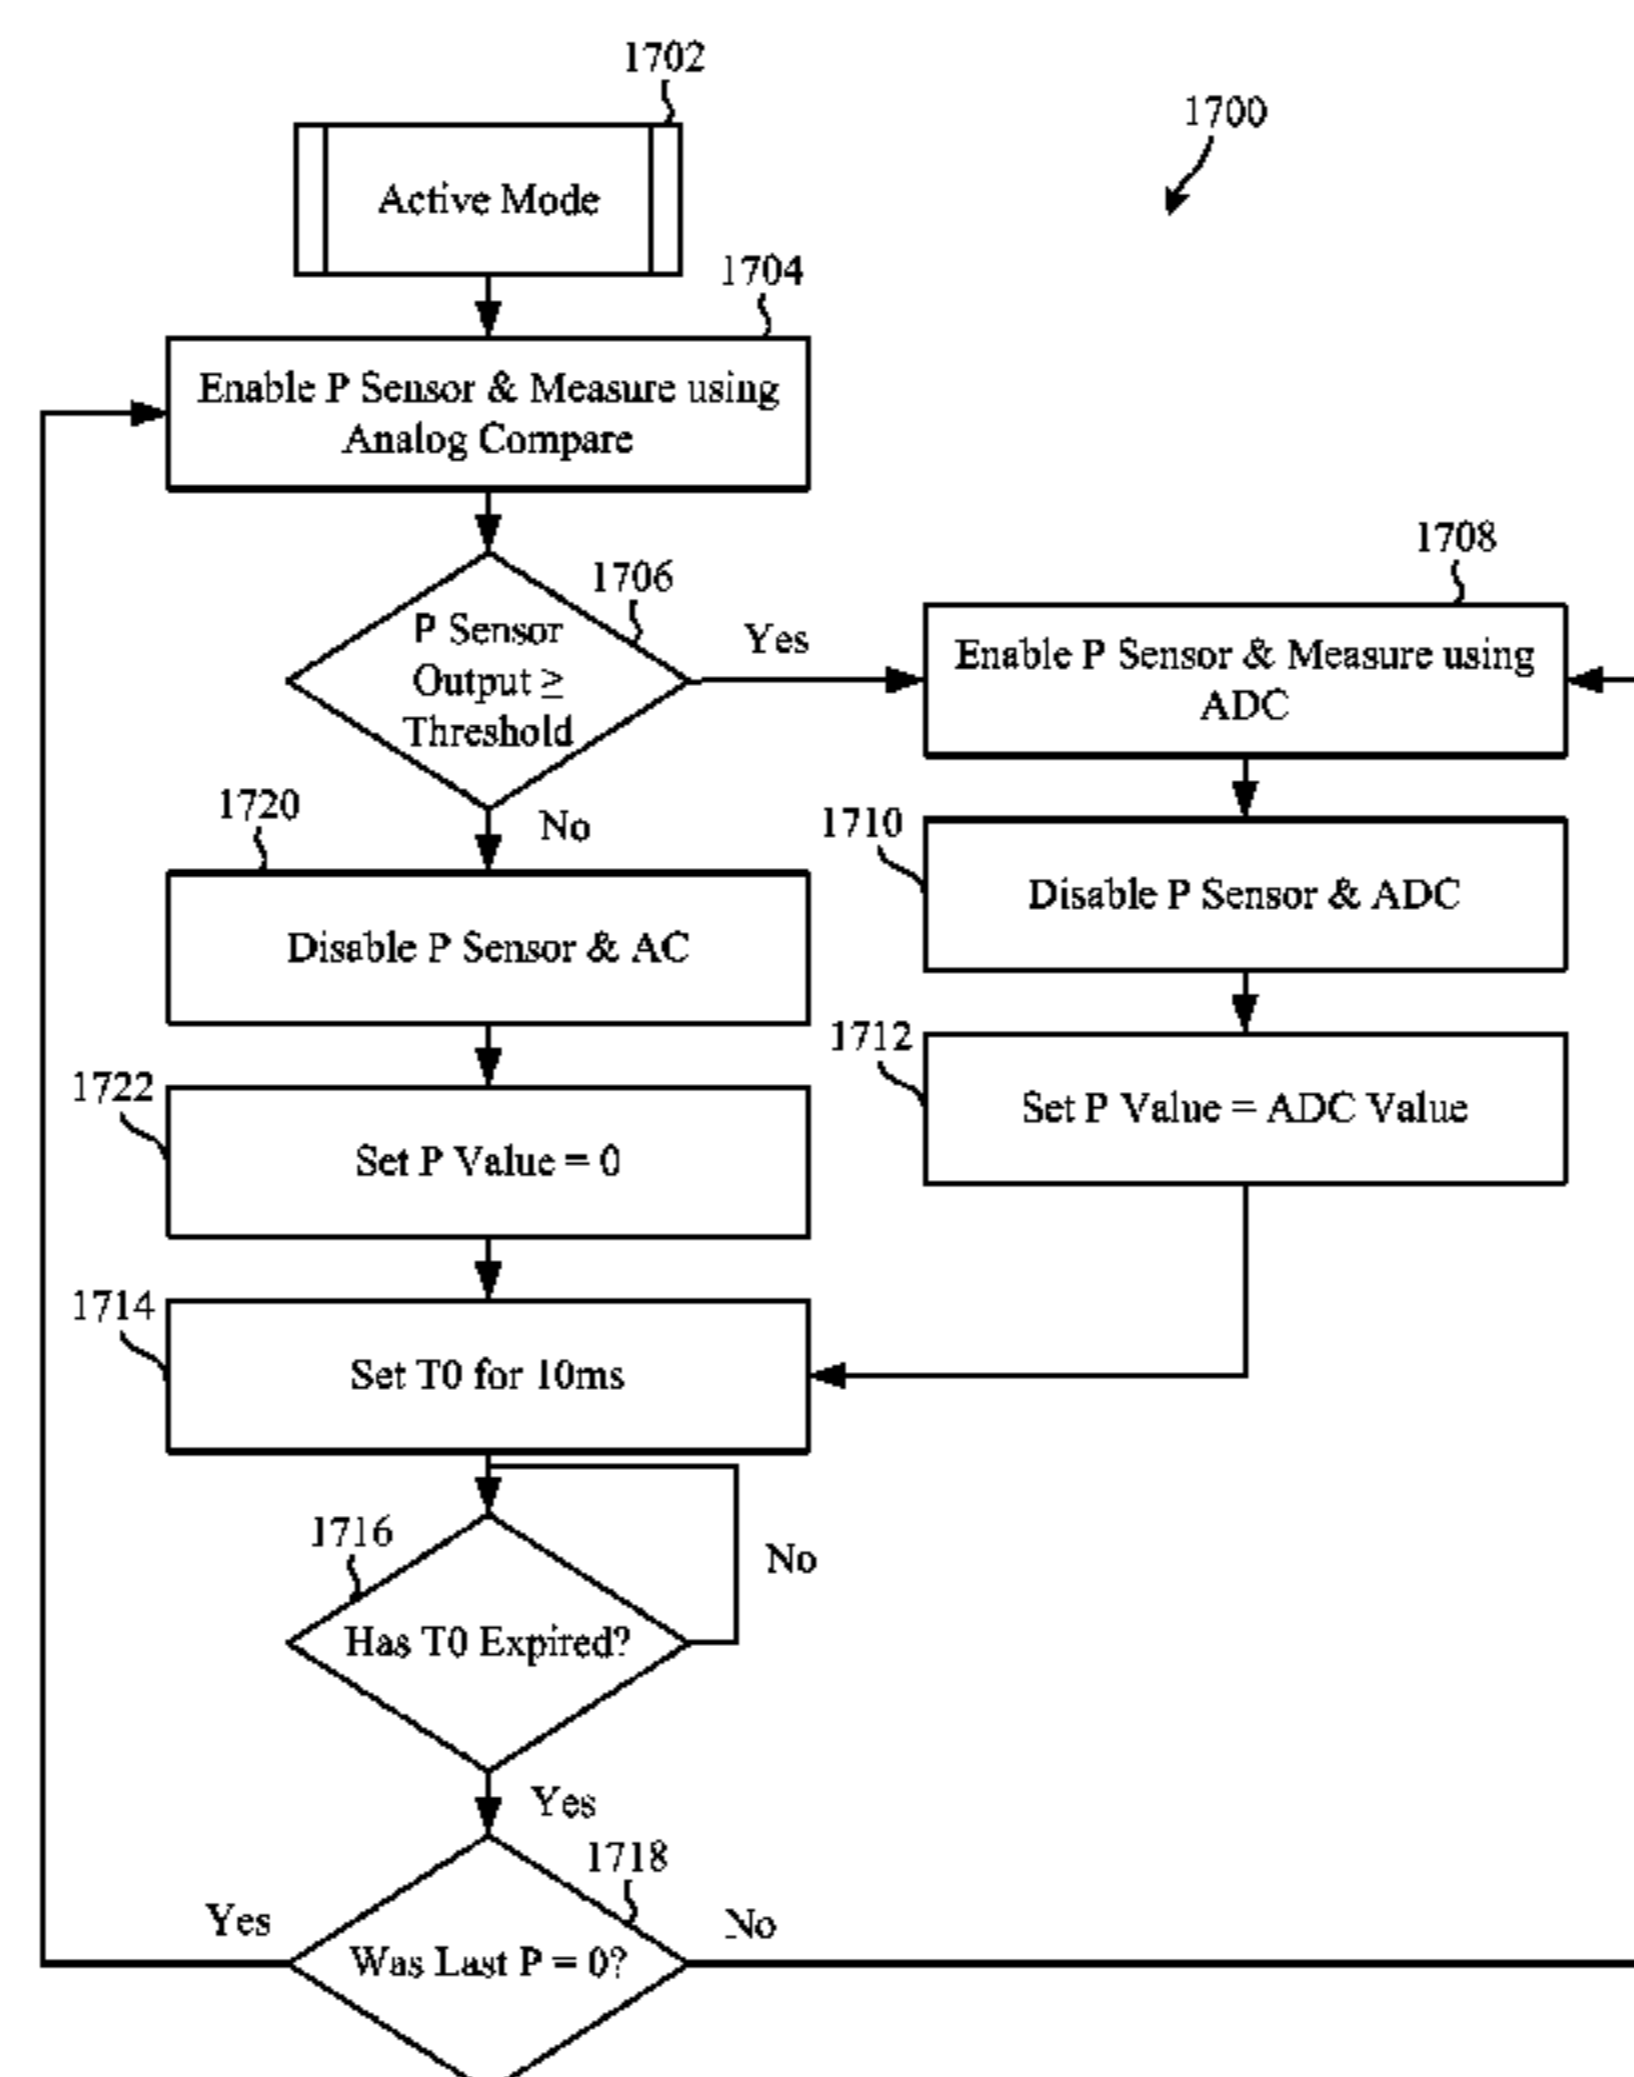 1702
1700
Active Mode
1704
Enable P Sensor & Measure using
Analog Compare
1706
P Sensor
Output ≥
Threshold
Yes
No
1708
Enable P Sensor & Measure using
ADC
1710
Disable P Sensor & ADC
1712
Set P Value = ADC Value
1720
Disable P Sensor & AC
1722
Set P Value = 0
1714
Set T0 for 10ms
1716
Has T0 Expired?
No
Yes
1718
Was Last P = 0?
Yes
No